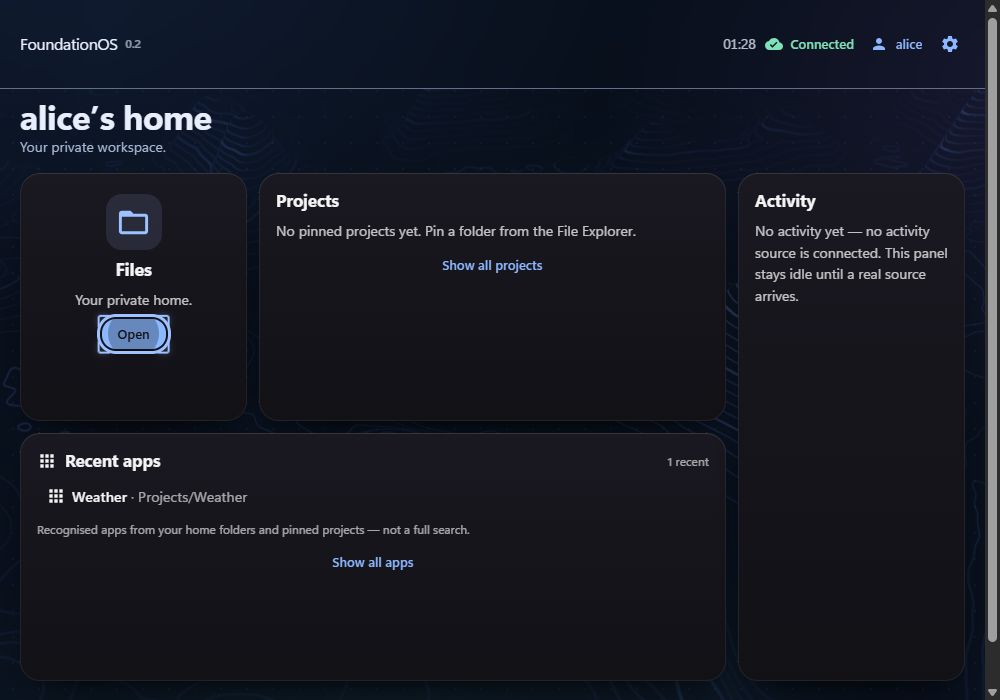 FoundationOS 0.2
01:28 Connected alice
alice’s home
Your private workspace.
Files
Your private home.
Open
Projects
No pinned projects yet. Pin a folder from the File Explorer.
Show all projects
Activity
No activity yet — no activity
source is connected. This panel
stays idle until a real source
arrives.
Recent apps
1 recent
Weather · Projects/Weather
Recognised apps from your home folders and pinned projects — not a full search.
Show all apps